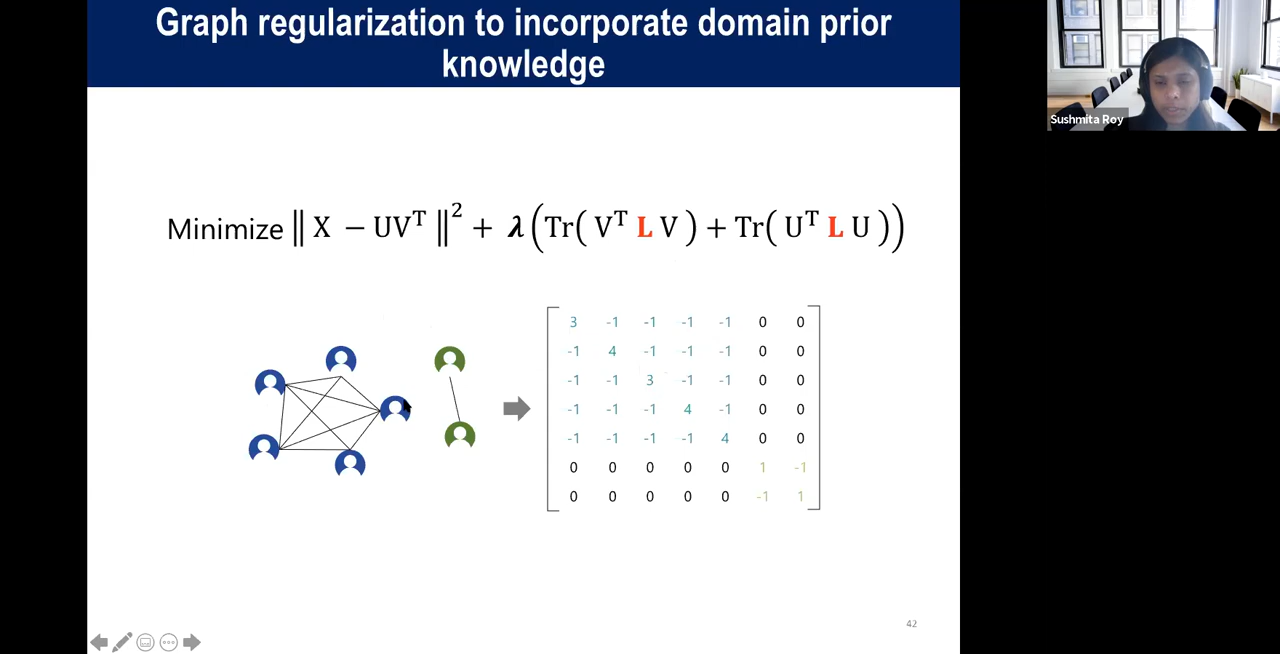 Graph regularization to incorporate domain prior
knowledge
Sushmita Roy
Minimize ‖ X − UVᵀ ‖² + λ(Tr( Vᵀ L V ) + Tr( Uᵀ L U ))
3 -1 -1 -1 -1 0 0
-1 4 -1 -1 -1 0 0
-1 -1 3 -1 -1 0 0
-1 -1 -1 4 -1 0 0
-1 -1 -1 -1 4 0 0
0 0 0 0 0 1 -1
0 0 0 0 0 -1 1
42